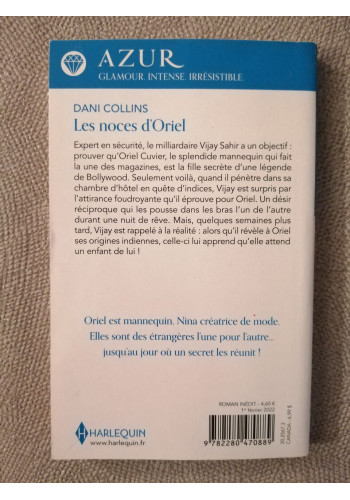 AZUR
GLAMOUR. INTENSE. IRRÉSISTIBLE.
DANI COLLINS
Les noces d'Oriel
Expert en sécurité, le milliardaire Vijay Sahir a un objectif :
prouver qu'Oriel Cuvier, le splendide mannequin qui fait
la une des magazines, est la fille secrète d'une légende
de Bollywood. Seulement voilà, quand il pénètre dans sa
chambre d'hôtel en quête d'indices, Vijay est surpris par
l'attirance foudroyante qu'il éprouve pour Oriel. Un désir
réciproque qui les pousse dans les bras l'un de l'autre
durant une nuit de rêve. Mais, quelques semaines plus
tard, Vijay est rappelé à la réalité : alors qu'il révèle à Oriel
ses origines indiennes, celle-ci lui apprend qu'elle attend
un enfant de lui !
Oriel est mannequin. Nina créatrice de mode.
Elles sont des étrangères l'une pour l'autre...
jusqu'au jour où un secret les réunit !
ROMAN INÉDIT - 4,65 €
1er février 2022
HARLEQUIN
www.harlequin.fr
9 782280 470889
CANADA : 6,99 $